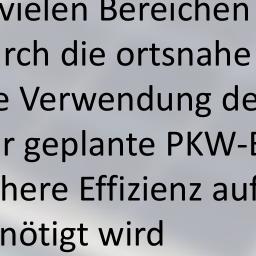 vielen Bereichen
rch die ortsnahe
e Verwendung de
r geplante PKW-E
here Effizienz auf
nötigt wird